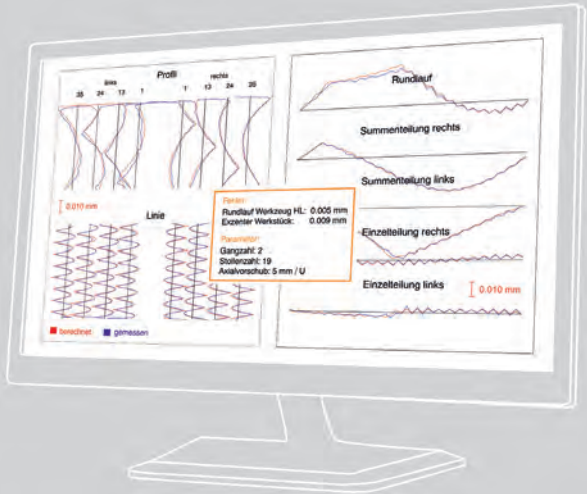 Profil
links
rechts
35 24 13 1
1 13 24 35
0.010 mm
Linie
berechnet
gemessen
Fehler:
Rundlauf Werkzeug HL: 0.005 mm
Exzenter Werkstück: 0.009 mm
Parameter:
Gangzahl: 2
Stollenzahl: 19
Axialvorschub: 5 mm / U
Rundlauf
Summenteilung rechts
Summenteilung links
Einzelteilung rechts
Einzelteilung links
0.010 mm